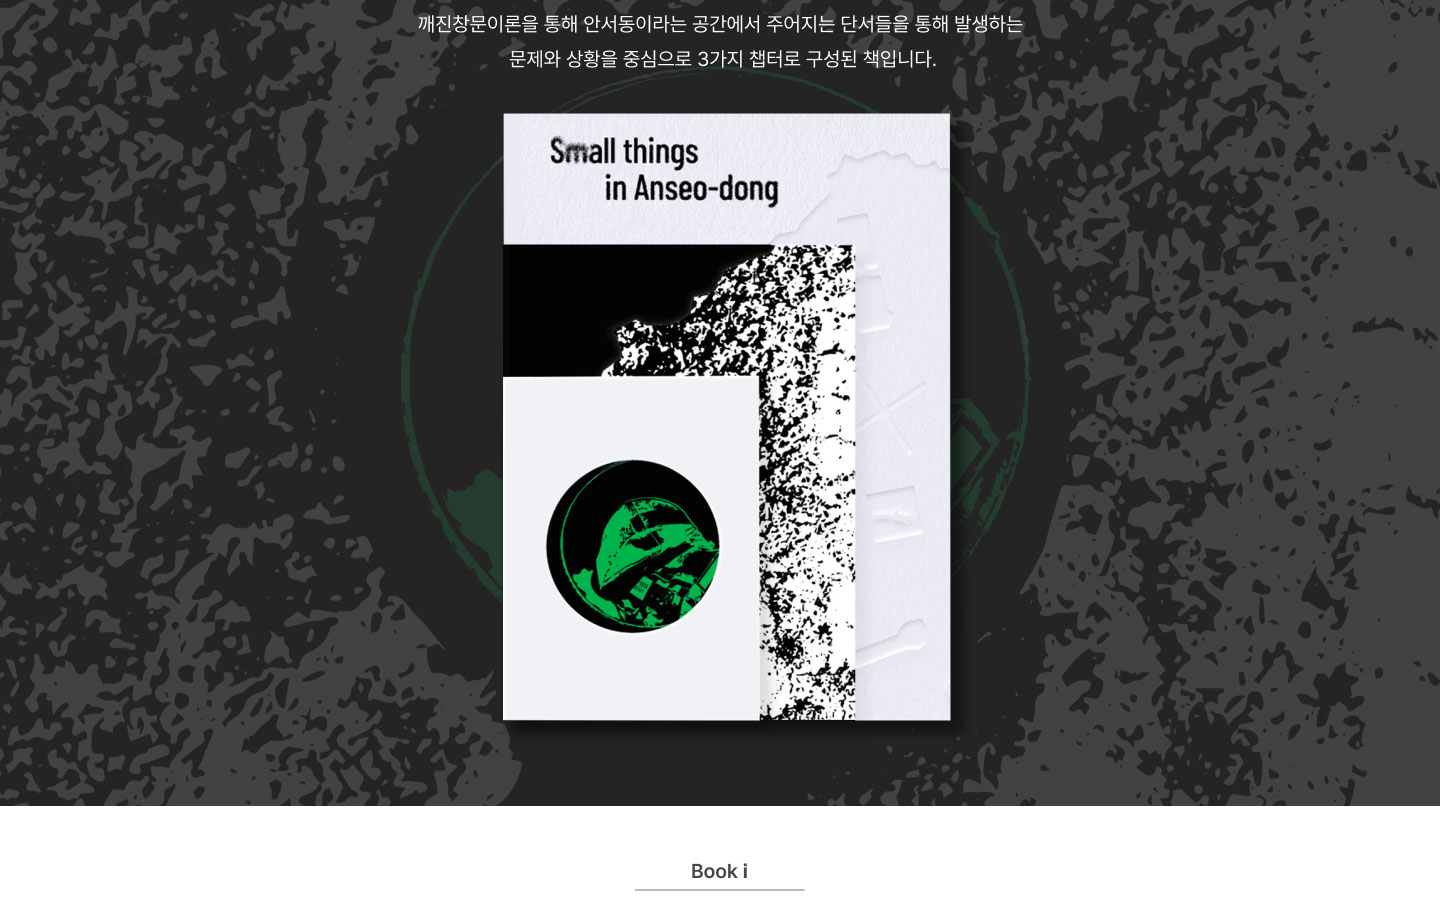 깨진창문이론을 통해 안서동이라는 공간에서 주어지는 단서들을 통해 발생하는
문제와 상황을 중심으로 3가지 챕터로 구성된 책입니다.
Small things
in Anseo-dong
Book i